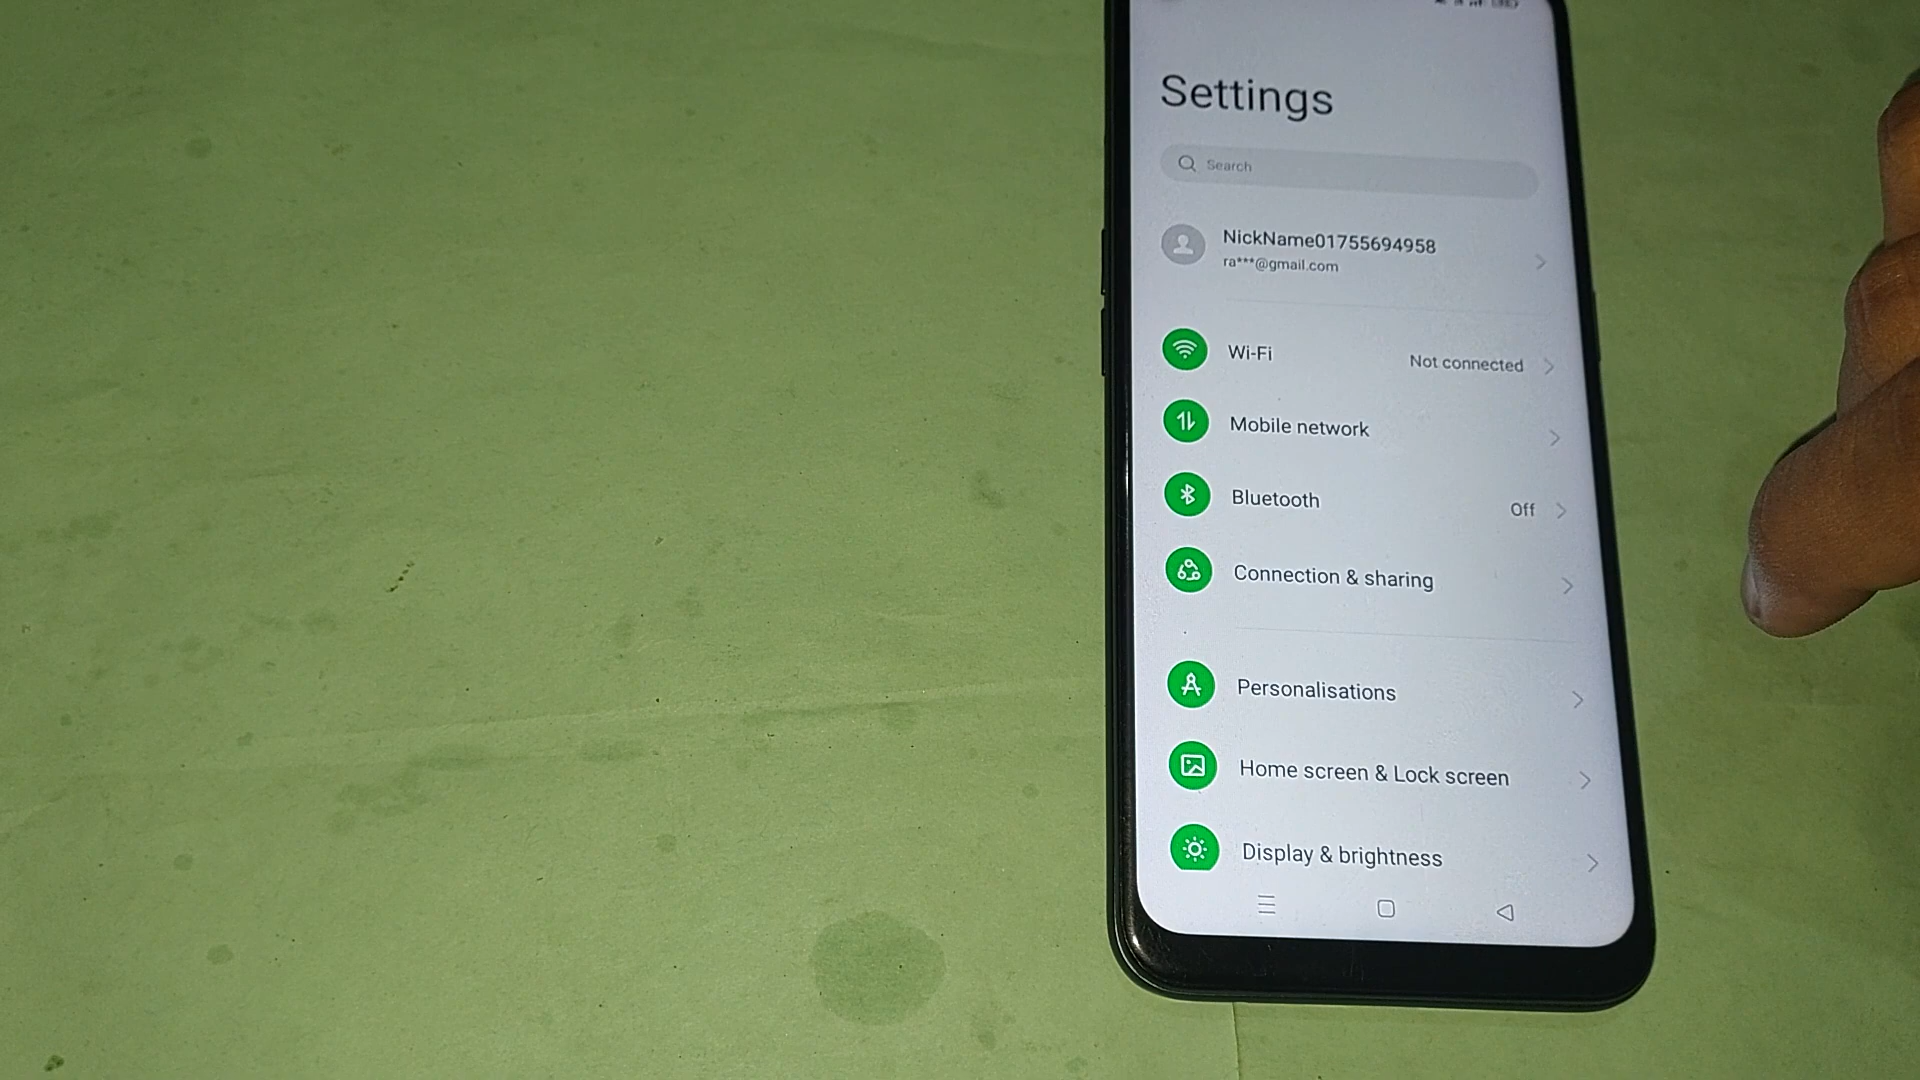 Settings
Search
NickName01755694958
ra***@gmail.com
Wi-Fi Not connected
Mobile network
Bluetooth Off
Connection & sharing
Personalisations
Home screen & Lock screen
Display & brightness